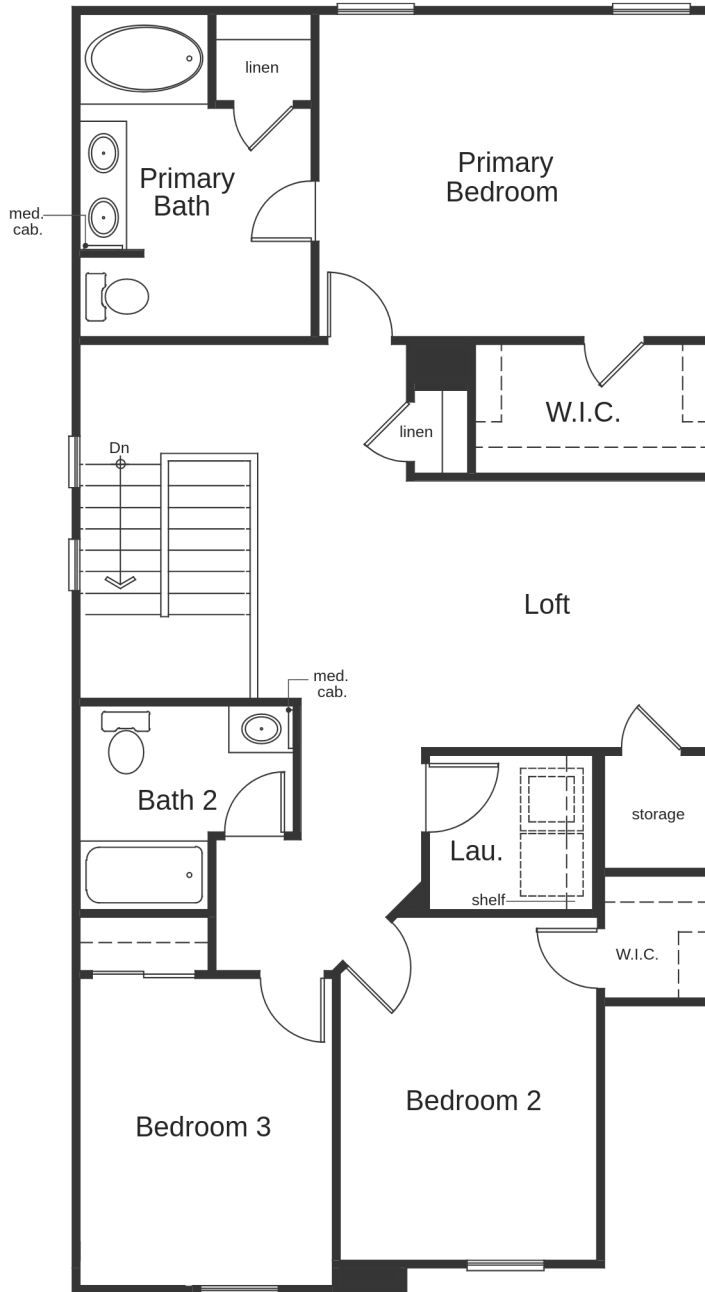 linen
Primary
Bath
Primary
Bedroom
med.
cab.
W.I.C.
linen
Dn
Loft
med.
cab.
Bath 2
storage
Lau.
shelf
W.I.C.
Bedroom 2
Bedroom 3